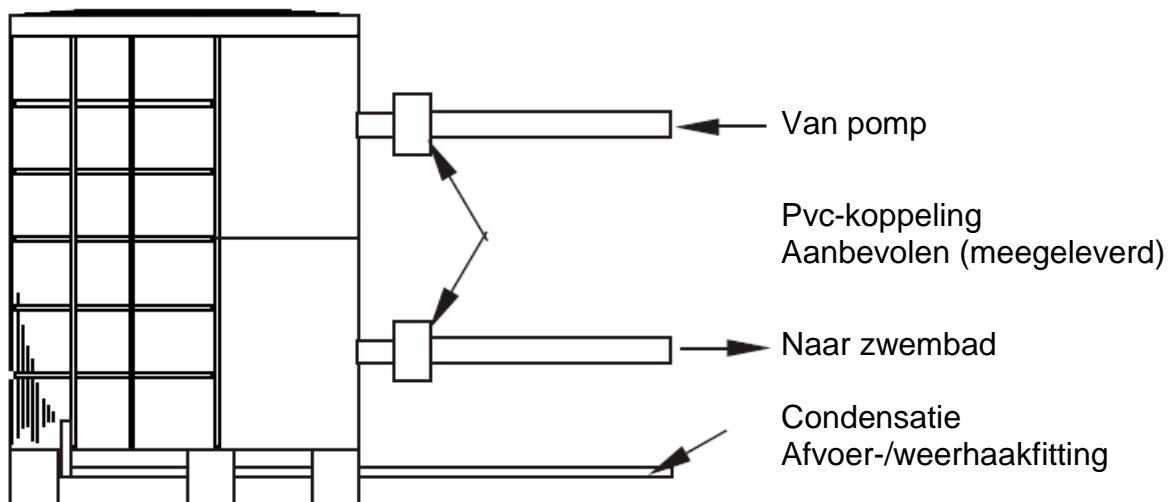 Van pomp
Pvc-koppeling
Aanbevolen (meegeleverd)
Naar zwembad
Condensatie
Afvoer-/weerhaakfitting